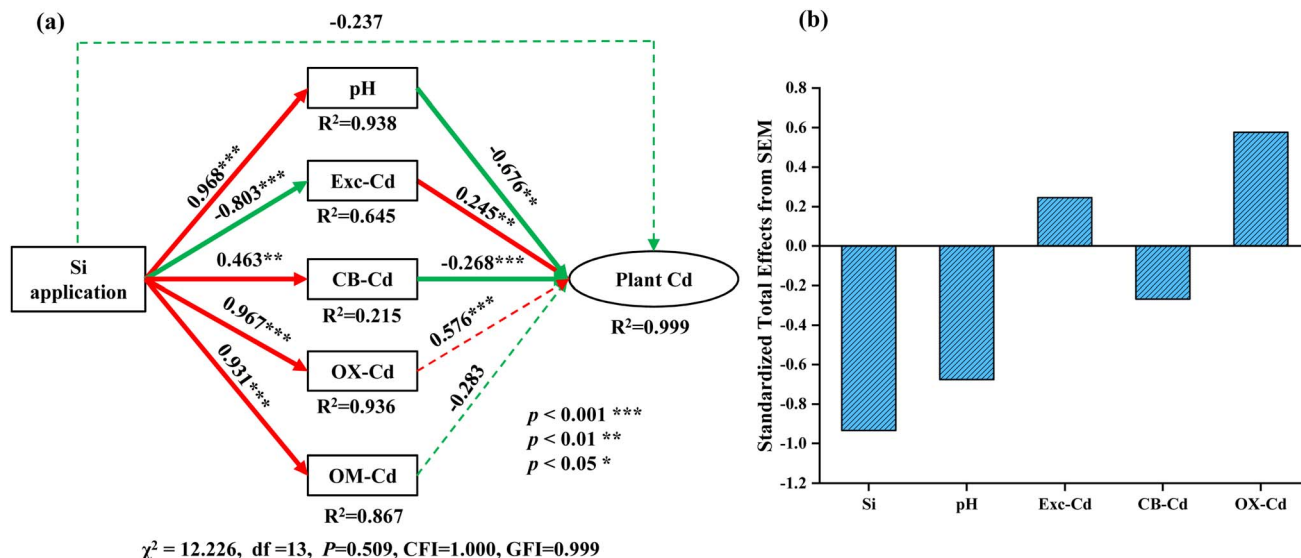 (a)
-0.237
pH
R²=0.938
0.968***
-0.676**
Exc-Cd
R²=0.645
-0.803***
0.245**
Si
application
0.463**
CB-Cd
R²=0.215
-0.268***
Plant Cd
R²=0.999
0.967***
OX-Cd
R²=0.936
0.576***
0.931***
-0.283
OM-Cd
R²=0.867
p < 0.001 ***
p < 0.01 **
p < 0.05 *
χ² = 12.226, df =13, P=0.509, CFI=1.000, GFI=0.999
(b)
Standardized Total Effects from SEM
0.8
0.6
0.4
0.2
0.0
-0.2
-0.4
-0.6
-0.8
-1.0
-1.2
Si pH Exc-Cd CB-Cd OX-Cd